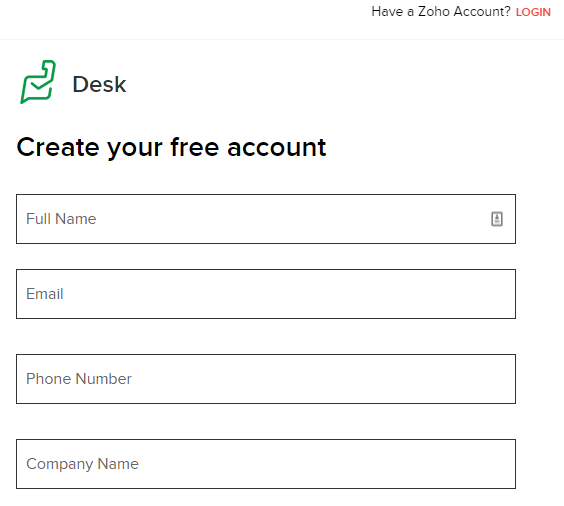 Have a Zoho Account? LOGIN
Desk
Create your free account
Full Name
Email
Phone Number
Company Name